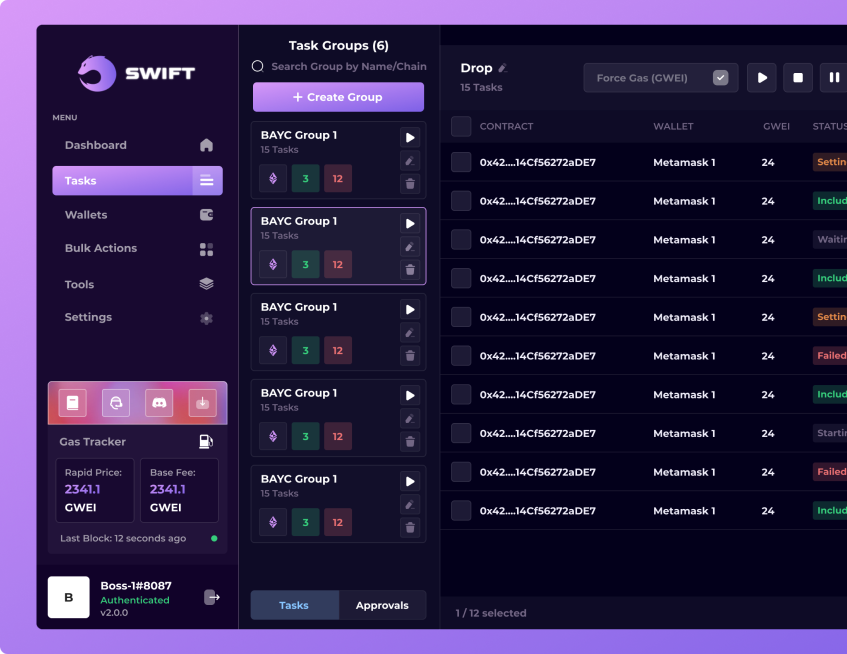 SWIFT
MENU
Dashboard
Tasks
Wallets
Bulk Actions
Tools
Settings
Gas Tracker
Rapid Price:
2341.1
GWEI
Base Fee:
2341.1
GWEI
Last Block: 12 seconds ago
B
Boss-1#8087
Authenticated
v2.0.0
Task Groups (6)
Search Group by Name/Chain
+ Create Group
BAYC Group 1
15 Tasks
3 12
BAYC Group 1
15 Tasks
3 12
BAYC Group 1
15 Tasks
3 12
BAYC Group 1
15 Tasks
3 12
BAYC Group 1
15 Tasks
3 12
Tasks Approvals
Drop
15 Tasks
Force Gas (GWEI)
CONTRACT WALLET GWEI STATUS
0x42....14Cf56272aDE7 Metamask 1 24 Settin
0x42....14Cf56272aDE7 Metamask 1 24 Includ
0x42....14Cf56272aDE7 Metamask 1 24 Waitin
0x42....14Cf56272aDE7 Metamask 1 24 Includ
0x42....14Cf56272aDE7 Metamask 1 24 Settin
0x42....14Cf56272aDE7 Metamask 1 24 Failed
0x42....14Cf56272aDE7 Metamask 1 24 Includ
0x42....14Cf56272aDE7 Metamask 1 24 Startin
0x42....14Cf56272aDE7 Metamask 1 24 Failed
0x42....14Cf56272aDE7 Metamask 1 24 Includ
1 / 12 selected